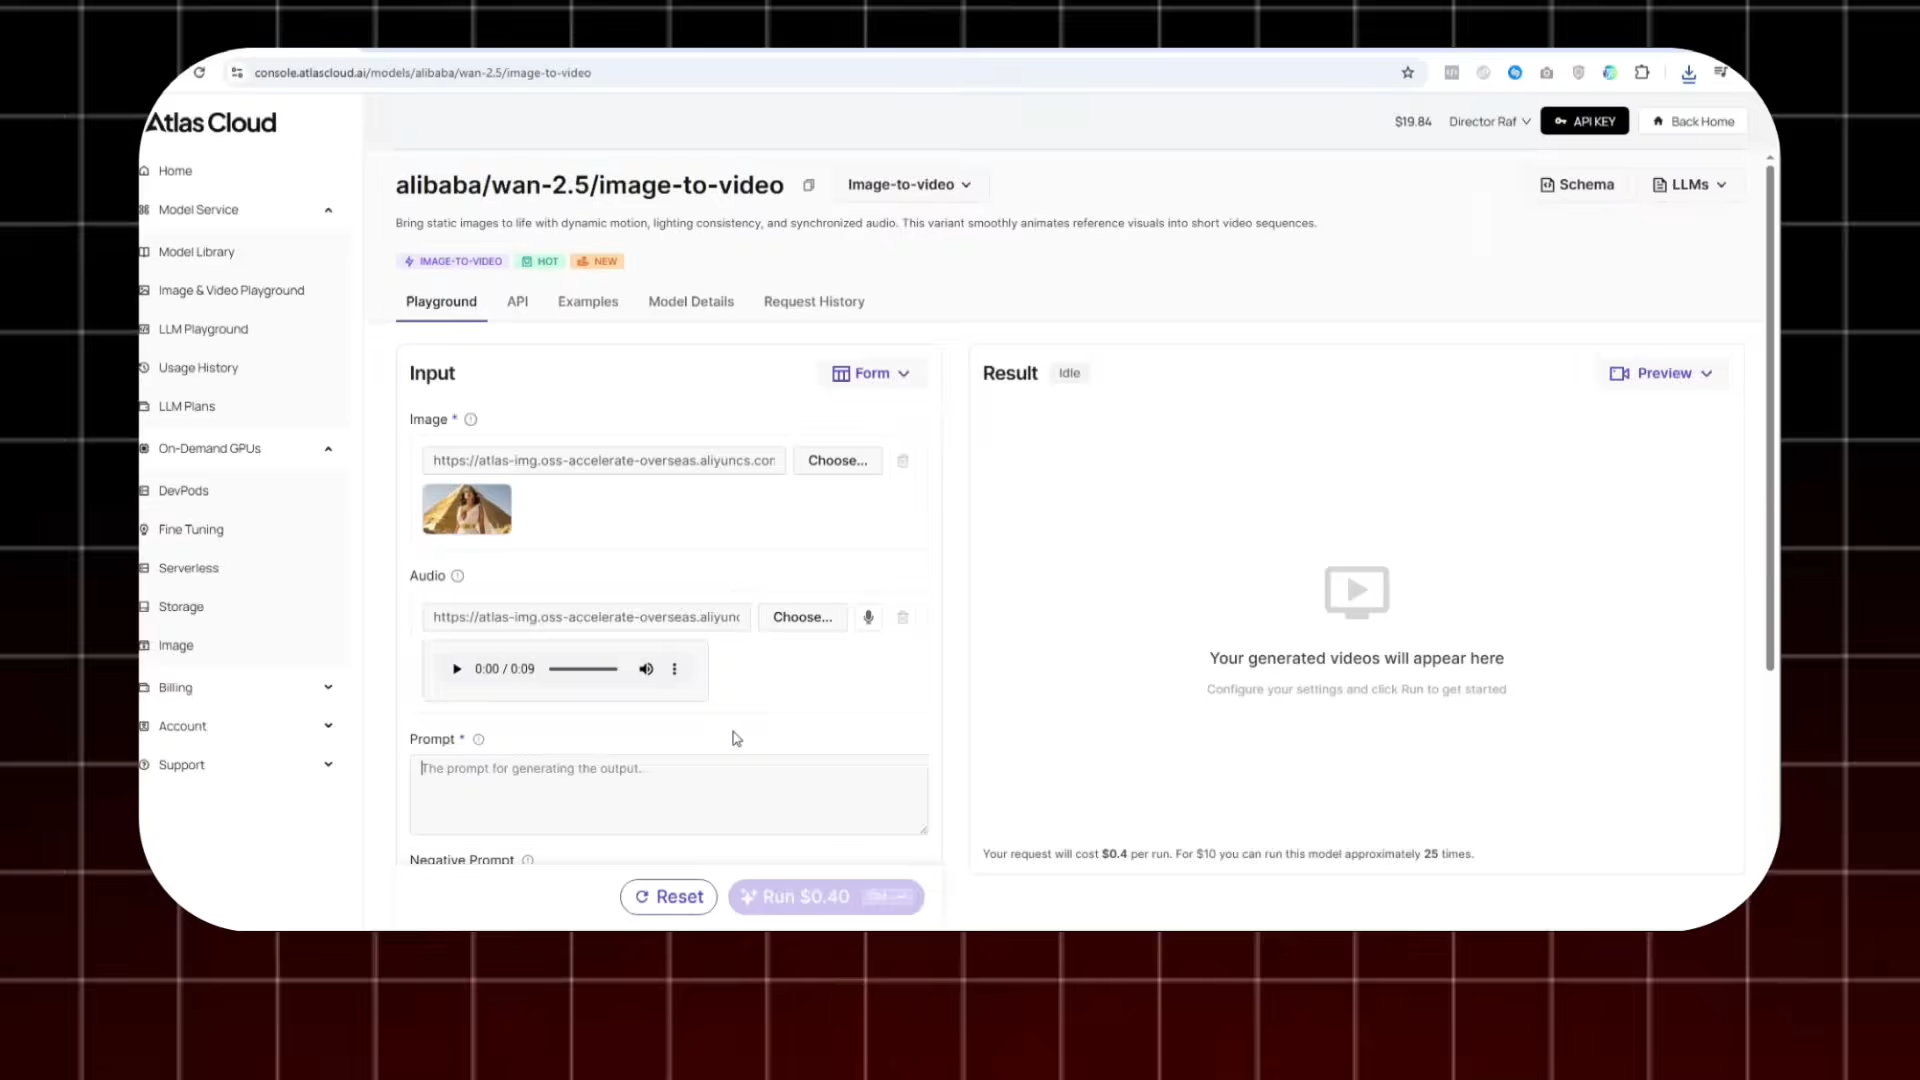 console.atlascloud.ai/models/alibaba/wan-2.5/image-to-video
Atlas Cloud
$19.84
Director Raf
API KEY
Back Home
Home
Model Service
Model Library
Image & Video Playground
LLM Playground
Usage History
LLM Plans
On-Demand GPUs
DevPods
Fine Tuning
Serverless
Storage
Image
Billing
Account
Support
alibaba/wan-2.5/image-to-video
Image-to-video
Schema
LLMs
Bring static images to life with dynamic motion, lighting consistency, and synchronized audio. This variant smoothly animates reference visuals into short video sequences.
IMAGE-TO-VIDEO
HOT
NEW
Playground
API
Examples
Model Details
Request History
Input
Form
Image *
https://atlas-img.oss-accelerate-overseas.aliyuncs.con
Choose...
Audio
https://atlas-img.oss-accelerate-overseas.aliyunc
Choose...
0:00 / 0:09
Prompt *
The prompt for generating the output.
Negative Prompt
Reset
Run $0.40
Result
Idle
Preview
Your generated videos will appear here
Configure your settings and click Run to get started
Your request will cost $0.4 per run. For $10 you can run this model approximately 25 times.